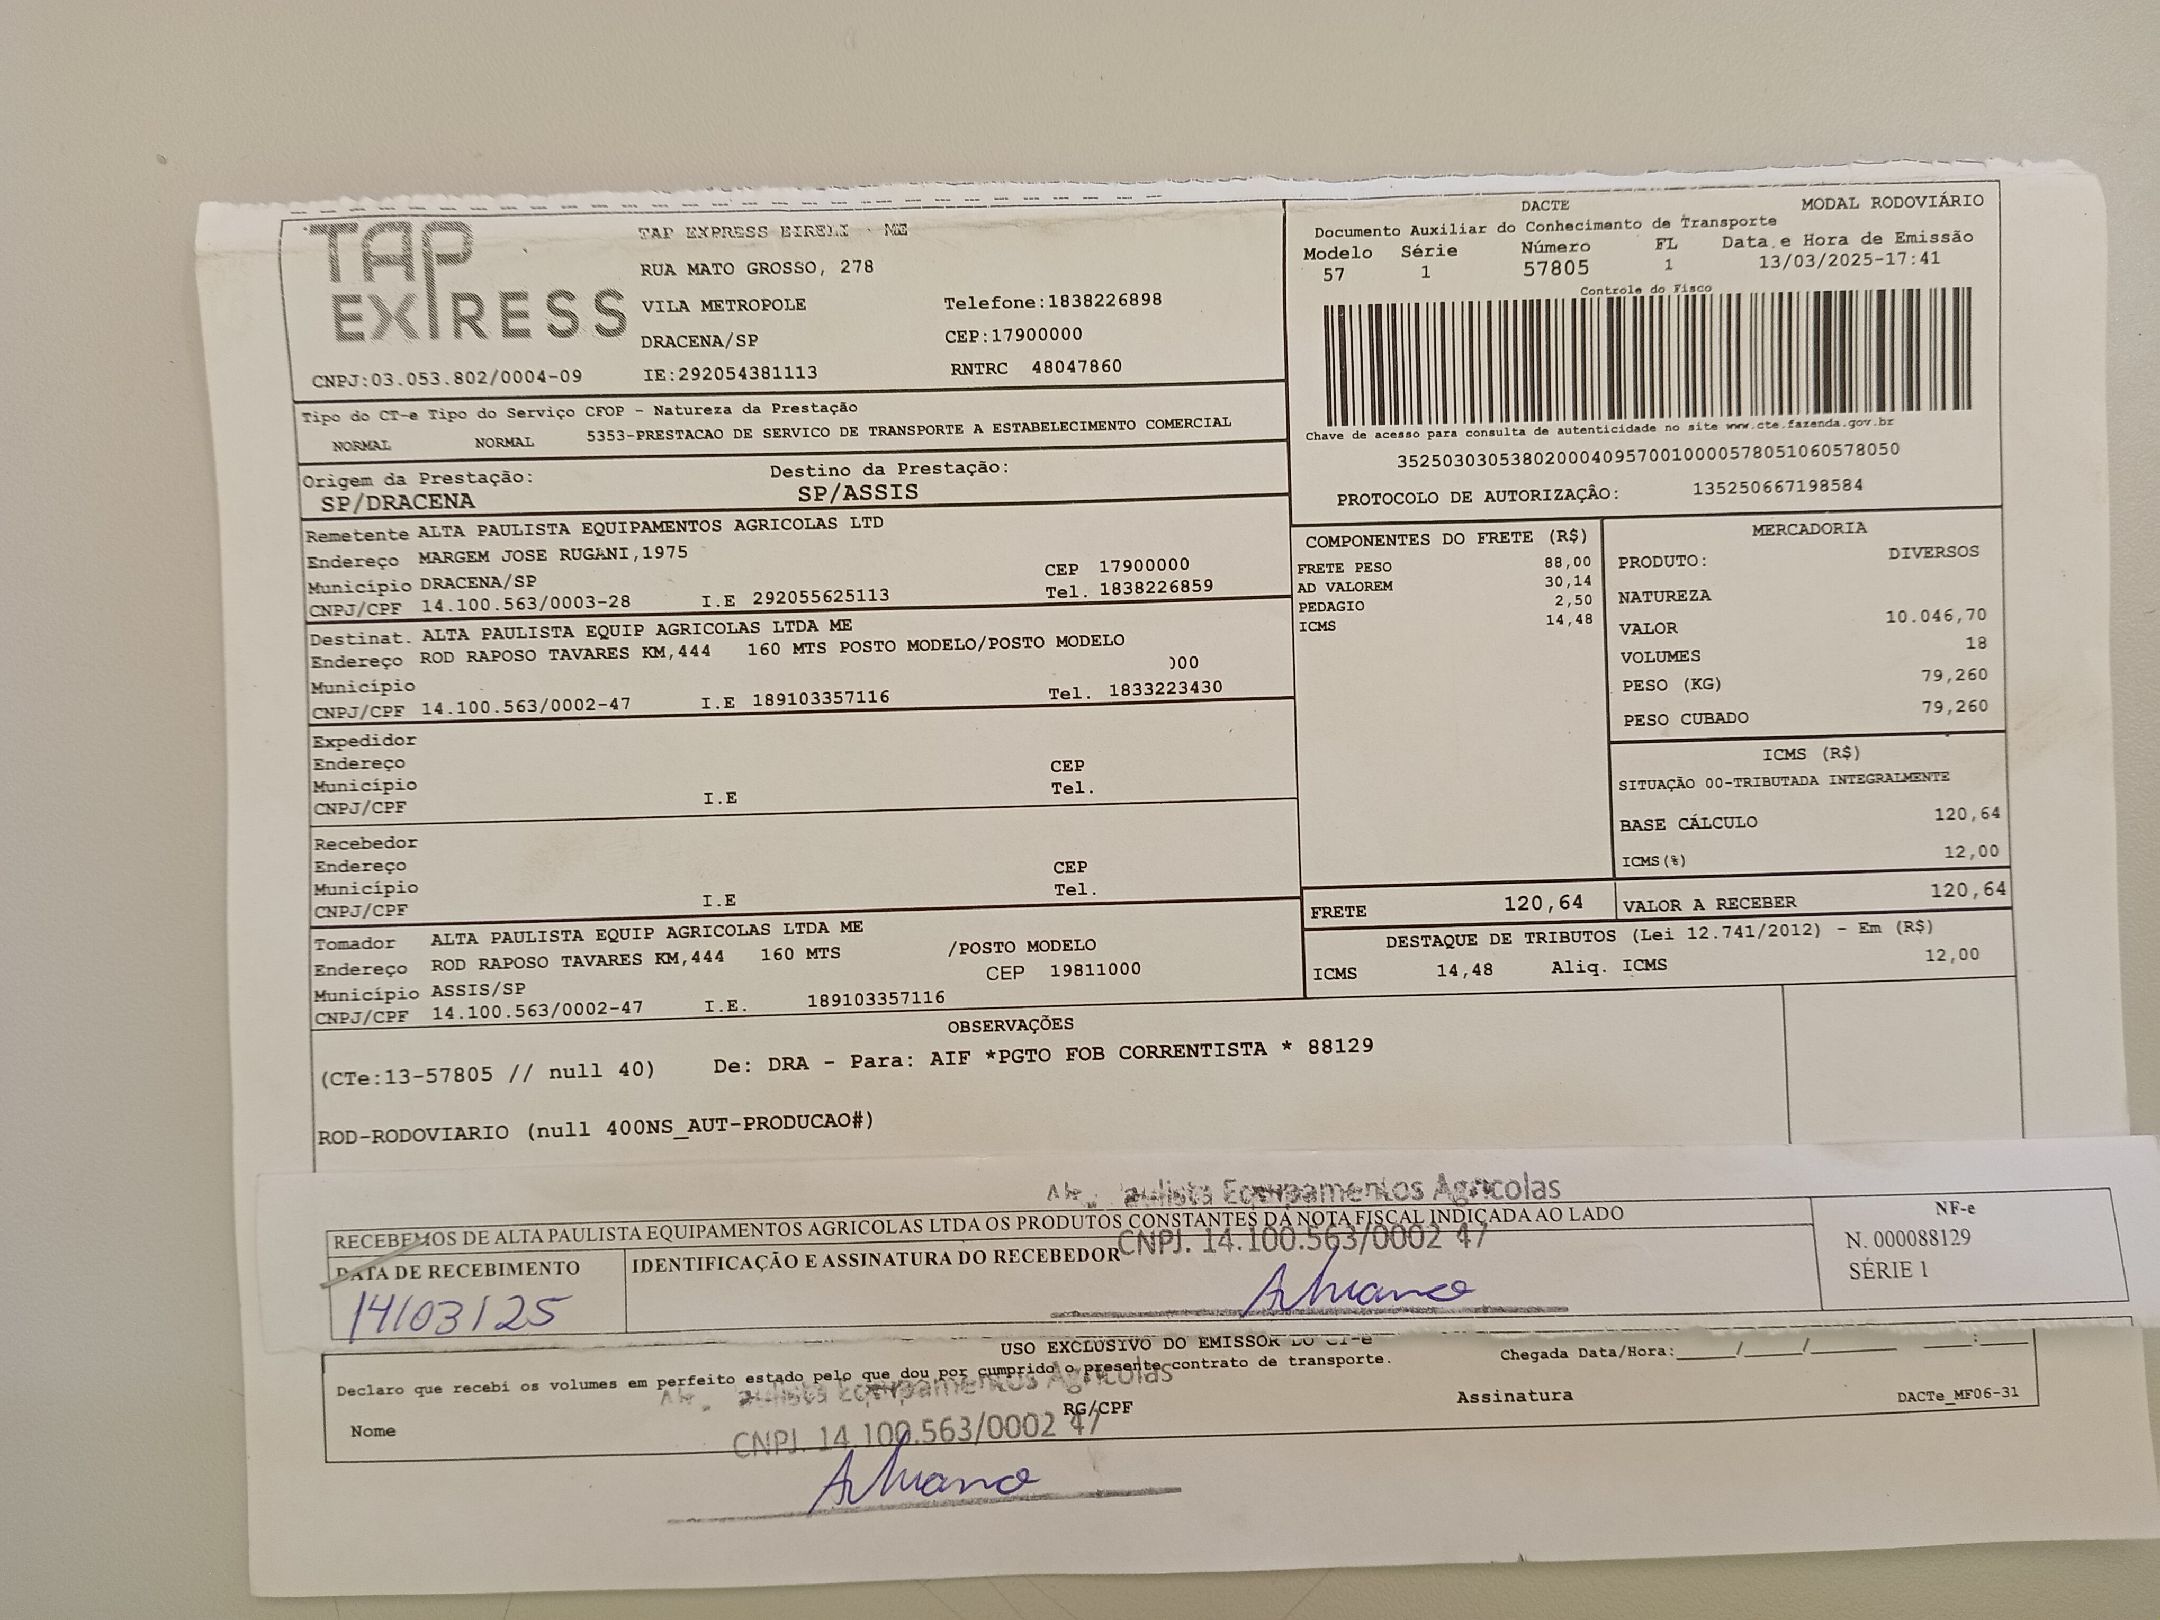 TAP EXPRESS
TAP EXPRESS EIRELI - ME
RUA MATO GROSSO, 278
VILA METROPOLE
Telefone:1838226898
DRACENA/SP
CEP:17900000
CNPJ:03.053.802/0004-09
IE:292054381113
RNTRC 48047860
DACTE
MODAL RODOVIÁRIO
Documento Auxiliar do Conhecimento de Transporte
Modelo Série Número FL Data e Hora de Emissão
57 1 57805 1 13/03/2025-17:41
Controle do Fisco
Chave de acesso para consulta de autenticidade no site www.cte.fazenda.gov.br
35250303053802000409570010000578051060578050
PROTOCOLO DE AUTORIZAÇÂO: 135250667198584
Tipo do CT-e Tipo do Serviço CFOP - Natureza da Prestação
NORMAL NORMAL 5353-PRESTACAO DE SERVICO DE TRANSPORTE A ESTABELECIMENTO COMERCIAL
Origem da Prestação: Destino da Prestação:
SP/DRACENA SP/ASSIS
Remetente ALTA PAULISTA EQUIPAMENTOS AGRICOLAS LTD
Endereço MARGEM JOSE RUGANI,1975
Município DRACENA/SP CEP 17900000
CNPJ/CPF 14.100.563/0003-28 I.E 292055625113 Tel. 1838226859
Destinat. ALTA PAULISTA EQUIP AGRICOLAS LTDA ME
Endereço ROD RAPOSO TAVARES KM,444 160 MTS POSTO MODELO/POSTO MODELO
Município 000
CNPJ/CPF 14.100.563/0002-47 I.E 189103357116 Tel. 1833223430
Expedidor
Endereço CEP
Município Tel.
CNPJ/CPF I.E
Recebedor
Endereço CEP
Município Tel.
CNPJ/CPF I.E
Tomador ALTA PAULISTA EQUIP AGRICOLAS LTDA ME
Endereço ROD RAPOSO TAVARES KM,444 160 MTS /POSTO MODELO
Município ASSIS/SP CEP 19811000
CNPJ/CPF 14.100.563/0002-47 I.E. 189103357116
COMPONENTES DO FRETE (R$)
FRETE PESO 88,00
AD VALOREM 30,14
PEDAGIO 2,50
ICMS 14,48
MERCADORIA
PRODUTO: DIVERSOS
NATUREZA
VALOR 10.046,70
VOLUMES 18
PESO (KG) 79,260
PESO CUBADO 79,260
ICMS (R$)
SITUAÇÃO 00-TRIBUTADA INTEGRALMENTE
BASE CÁLCULO 120,64
ICMS(%) 12,00
FRETE 120,64 VALOR A RECEBER 120,64
DESTAQUE DE TRIBUTOS (Lei 12.741/2012) - Em (R$)
ICMS 14,48 Aliq. ICMS 12,00
OBSERVAÇÕES
(CTe:13-57805 // null 40) De: DRA - Para: AIF *PGTO FOB CORRENTISTA * 88129
ROD-RODOVIARIO (null 400NS_AUT-PRODUCAO#)
Equipamentos Agricolas
RECEBEMOS DE ALTA PAULISTA EQUIPAMENTOS AGRICOLAS LTDA OS PRODUTOS CONSTANTES DA NOTA FISCAL INDICADA AO LADO
CNPJ. 14.100.563/0002 47
DATA DE RECEBIMENTO IDENTIFICAÇÃO E ASSINATURA DO RECEBEDOR
14/03/25
NF-e
N. 000088129
SÉRIE 1
USO EXCLUSIVO DO EMISSOR DO CT-e
Declaro que recebi os volumes em perfeito estado pelo que dou por cumprido o presente contrato de transporte.
Chegada Data/Hora:____/____/______ ____:____
Equipamentos Agricolas
Nome RG/CPF Assinatura DACTe_MF06-31
CNPJ. 14.100.563/0002 47